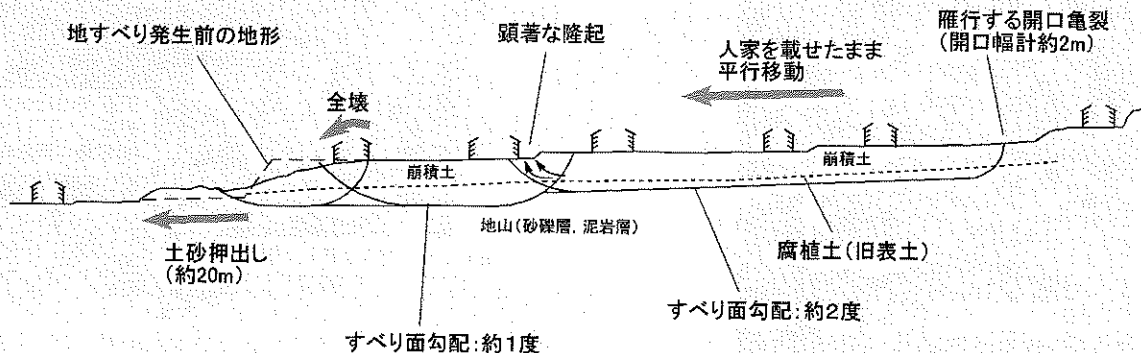 地すべり発生前の地形
顕著な隆起
雁行する開口亀裂
(開口幅計約2m)
人家を載せたまま
平行移動
全壊
崩積土
崩積土
地山(砂礫層, 泥岩層)
土砂押出し
(約20m)
腐植土(旧表土)
すべり面勾配:約2度
すべり面勾配:約1度